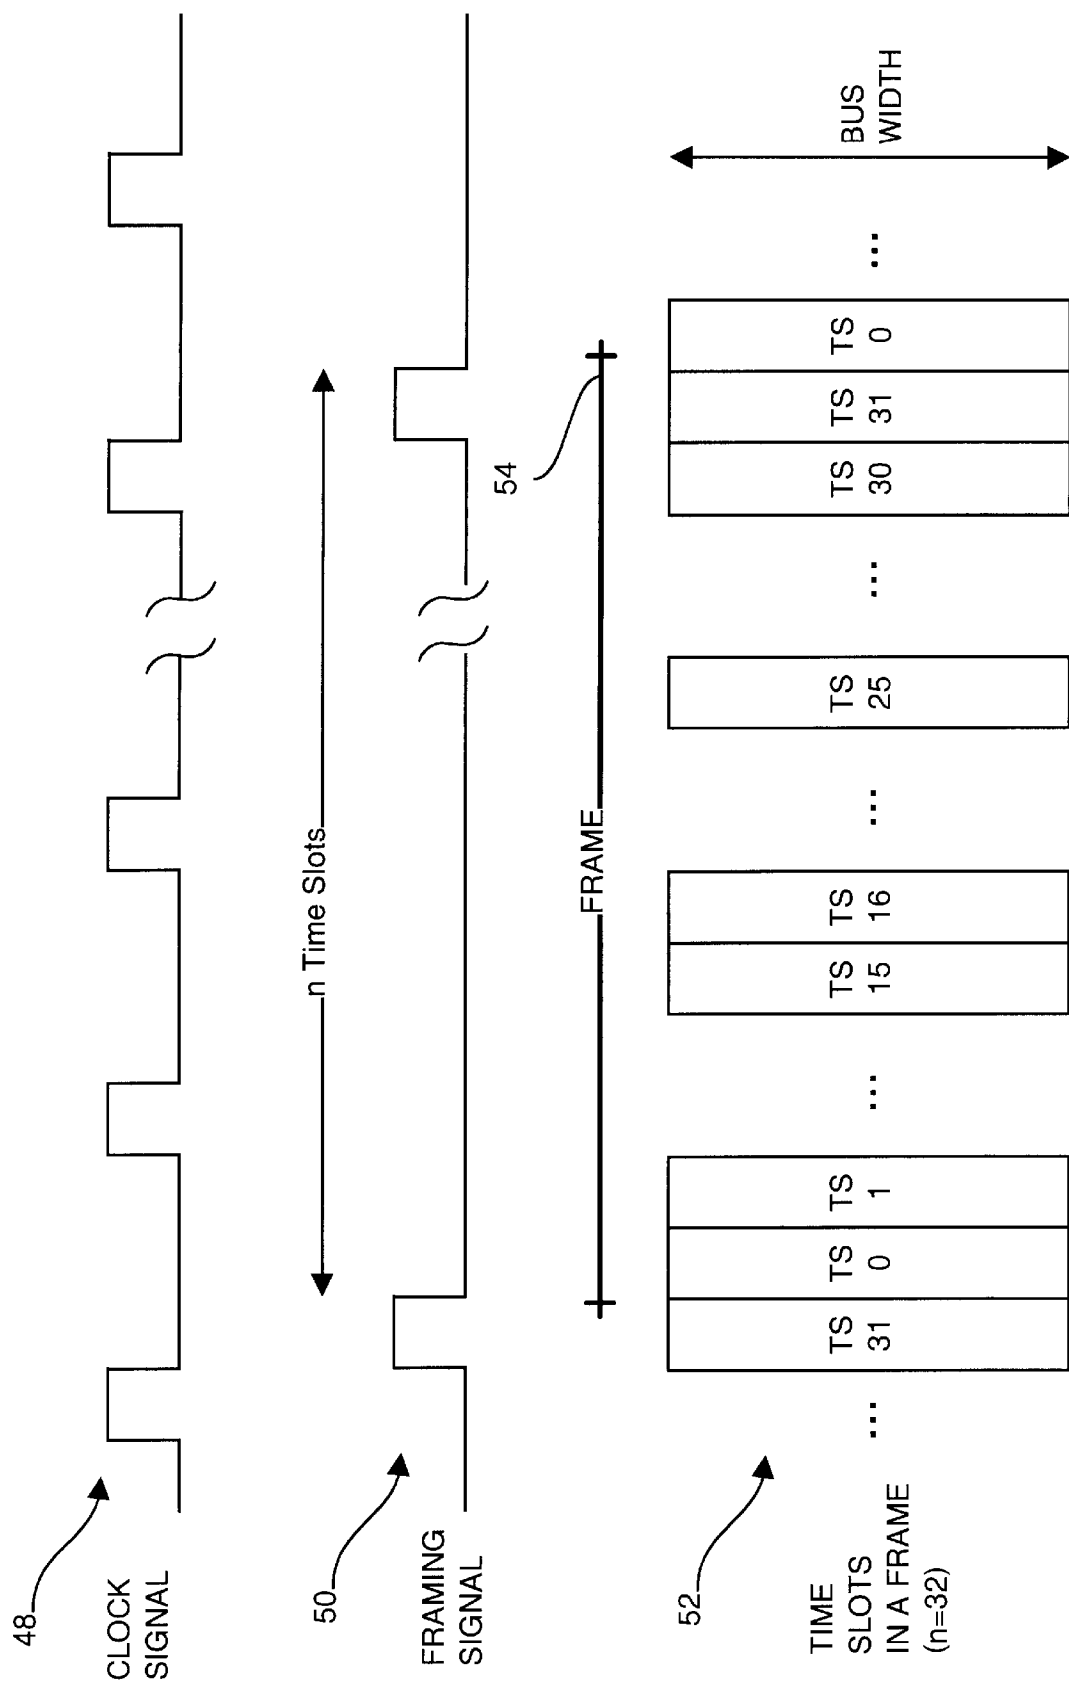 48
CLOCK
SIGNAL
n Time Slots
50
FRAMING
SIGNAL
54
FRAME
52
TIME
SLOTS
IN A FRAME
(n=32)
...
TS
31
TS
0
TS
1
...
TS
15
TS
16
...
TS
25
...
TS
30
TS
31
TS
0
...
BUS
WIDTH